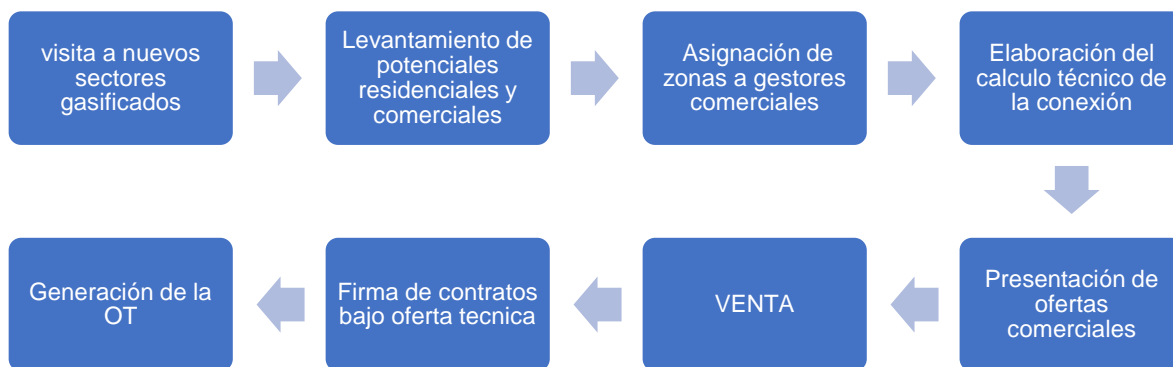 visita a nuevos
sectores
gasificados
Levantamiento de
potenciales
residenciales y
comerciales
Asignación de
zonas a gestores
comerciales
Elaboración del
calculo técnico de
la conexión
Presentación de
ofertas
comerciales
VENTA
Firma de contratos
bajo oferta tecnica
Generación de la
OT